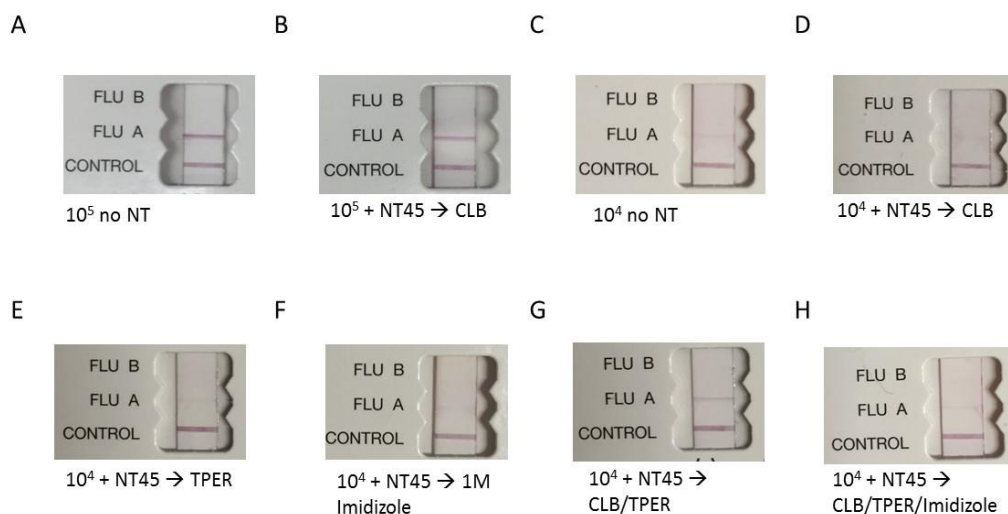 A
B
C
D
FLU B
FLU A
CONTROL
FLU B
FLU A
CONTROL
FLU B
FLU A
CONTROL
FLU B
FLU A
CONTROL
10⁵ no NT
10⁵ + NT45 → CLB
10⁴ no NT
10⁴ + NT45 → CLB
E
F
G
H
FLU B
FLU A
CONTROL
FLU B
FLU A
CONTROL
FLU B
FLU A
CONTROL
FLU B
FLU A
CONTROL
10⁴ + NT45 → TPER
10⁴ + NT45 → 1M
Imidizole
10⁴ + NT45 →
CLB/TPER
10⁴ + NT45 →
CLB/TPER/Imidizole